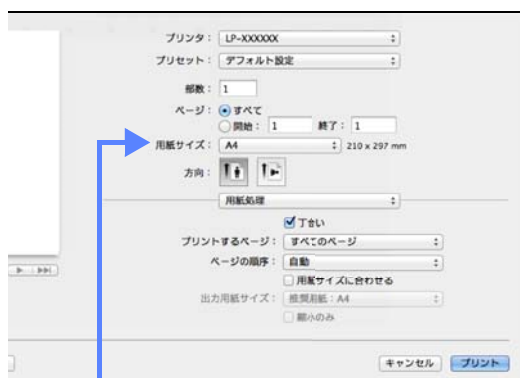 プリンタ： LP-XXXXXX
プリセット： デフォルト設定
部数： 1
ページ： すべて
開始： 1 終了： 1
用紙サイズ： A4 210 x 297 mm
方向：
用紙処理
丁合い
プリントするページ： すべてのページ
ページの順序： 自動
用紙サイズに合わせる
出力用紙サイズ： 推奨用紙：A4
縮小のみ
キャンセル プリント